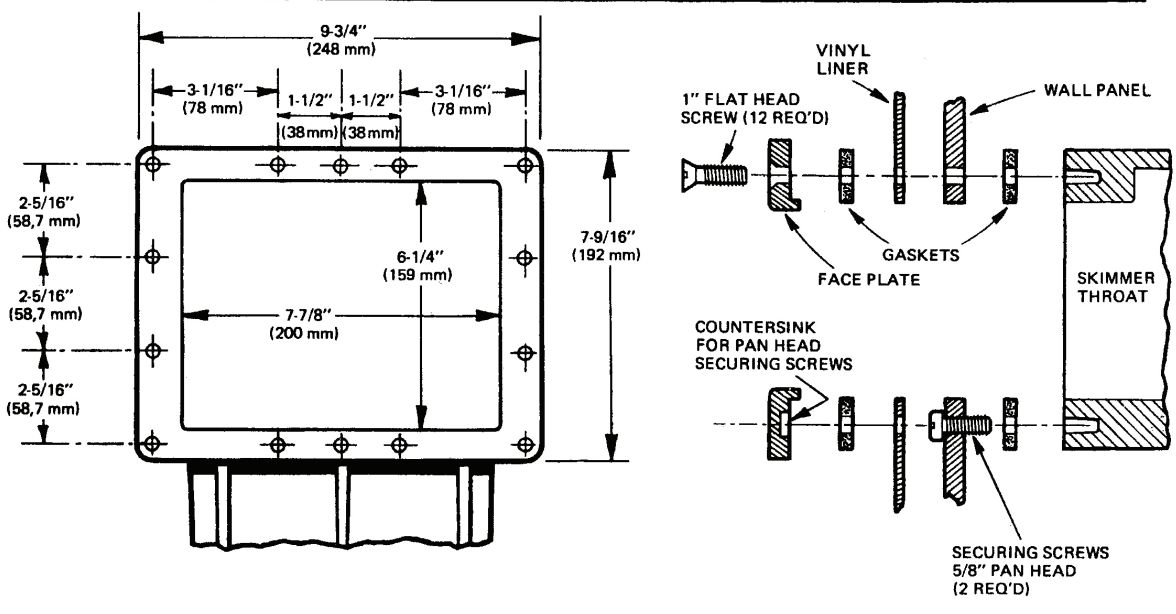 9-3/4"
(248 mm)
3-1/16"
(78 mm)
1-1/2"
(38mm)
1-1/2"
(38mm)
3-1/16"
(78 mm)
2-5/16"
(58,7 mm)
2-5/16"
(58,7 mm)
2-5/16"
(58,7 mm)
6-1/4"
(159 mm)
7-7/8"
(200 mm)
7-9/16"
(192 mm)
VINYL
LINER
WALL PANEL
1" FLAT HEAD
SCREW (12 REQ'D)
GASKETS
FACE PLATE
SKIMMER
THROAT
COUNTERSINK
FOR PAN HEAD
SECURING SCREWS
SECURING SCREWS
5/8" PAN HEAD
(2 REQ'D)